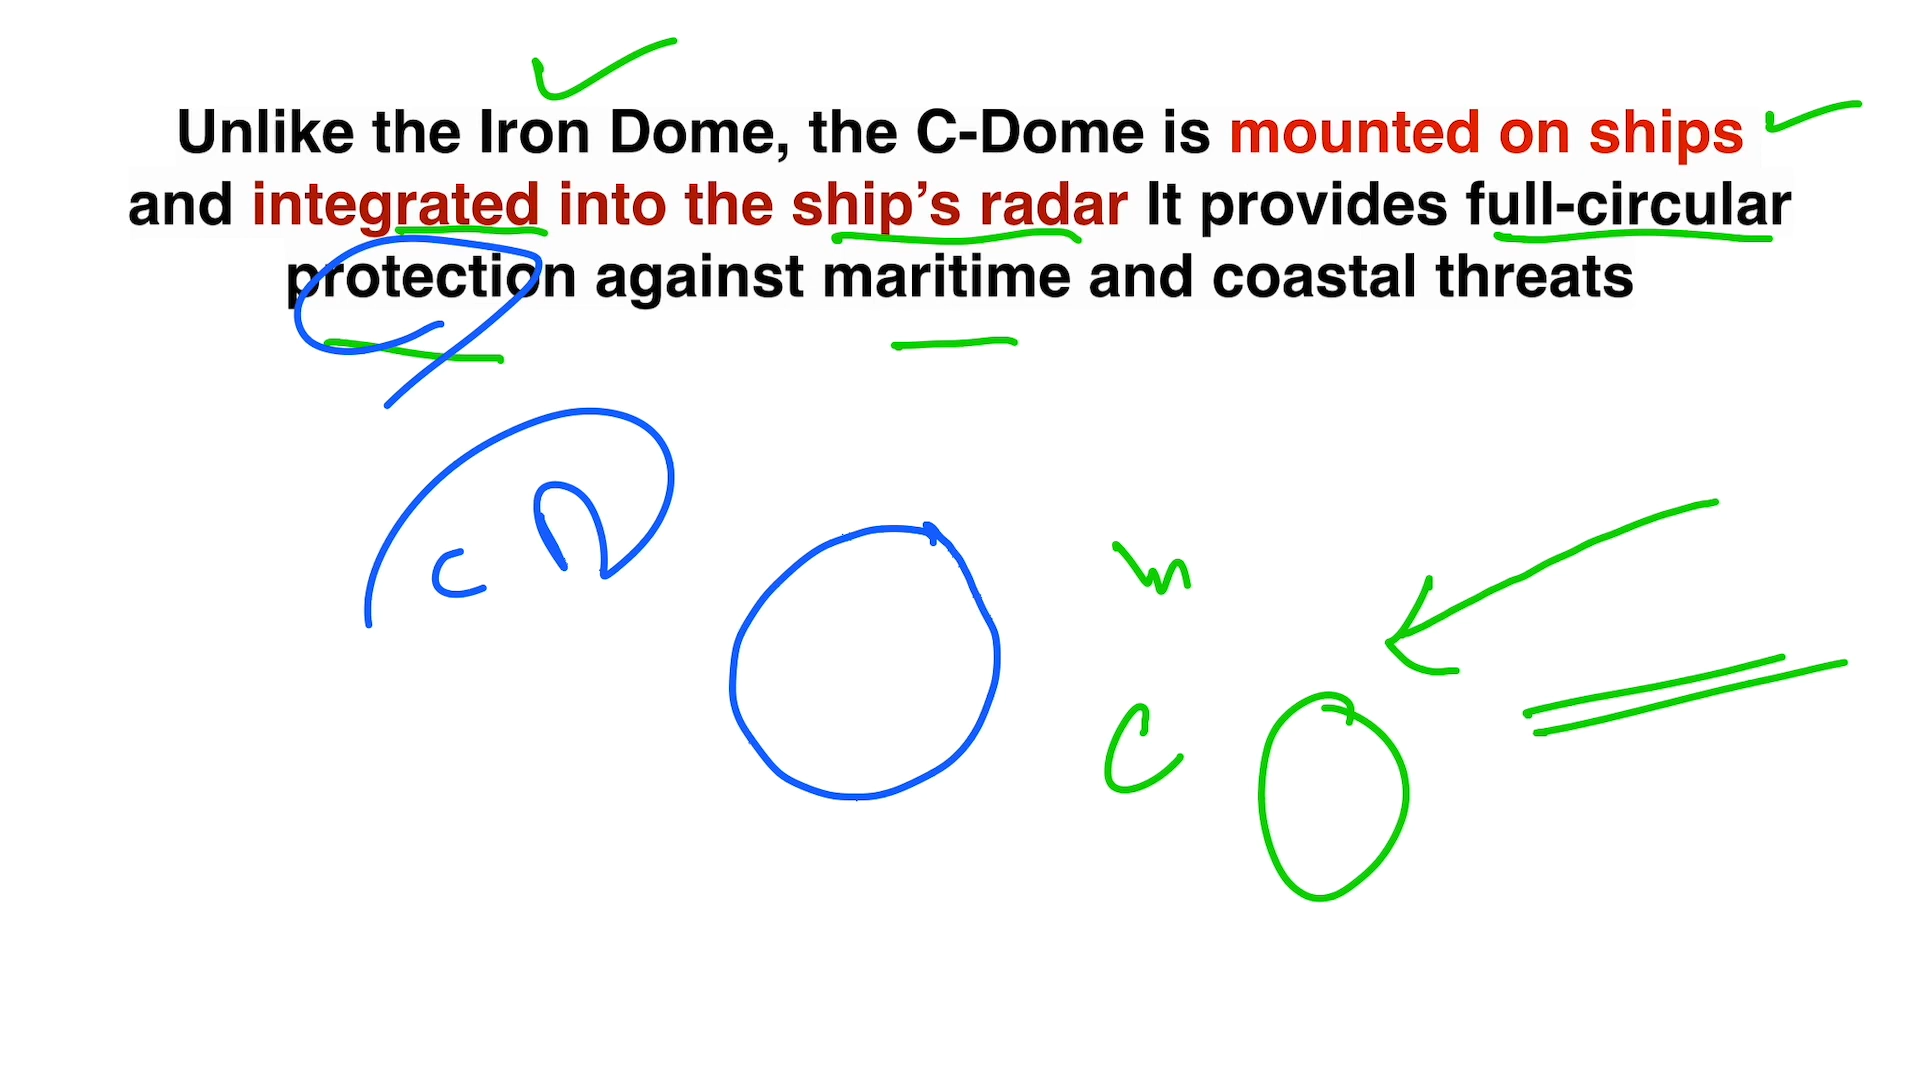 Unlike the Iron Dome, the C-Dome is mounted on ships
and integrated into the ship’s radar It provides full-circular
protection against maritime and coastal threats
C
m
C